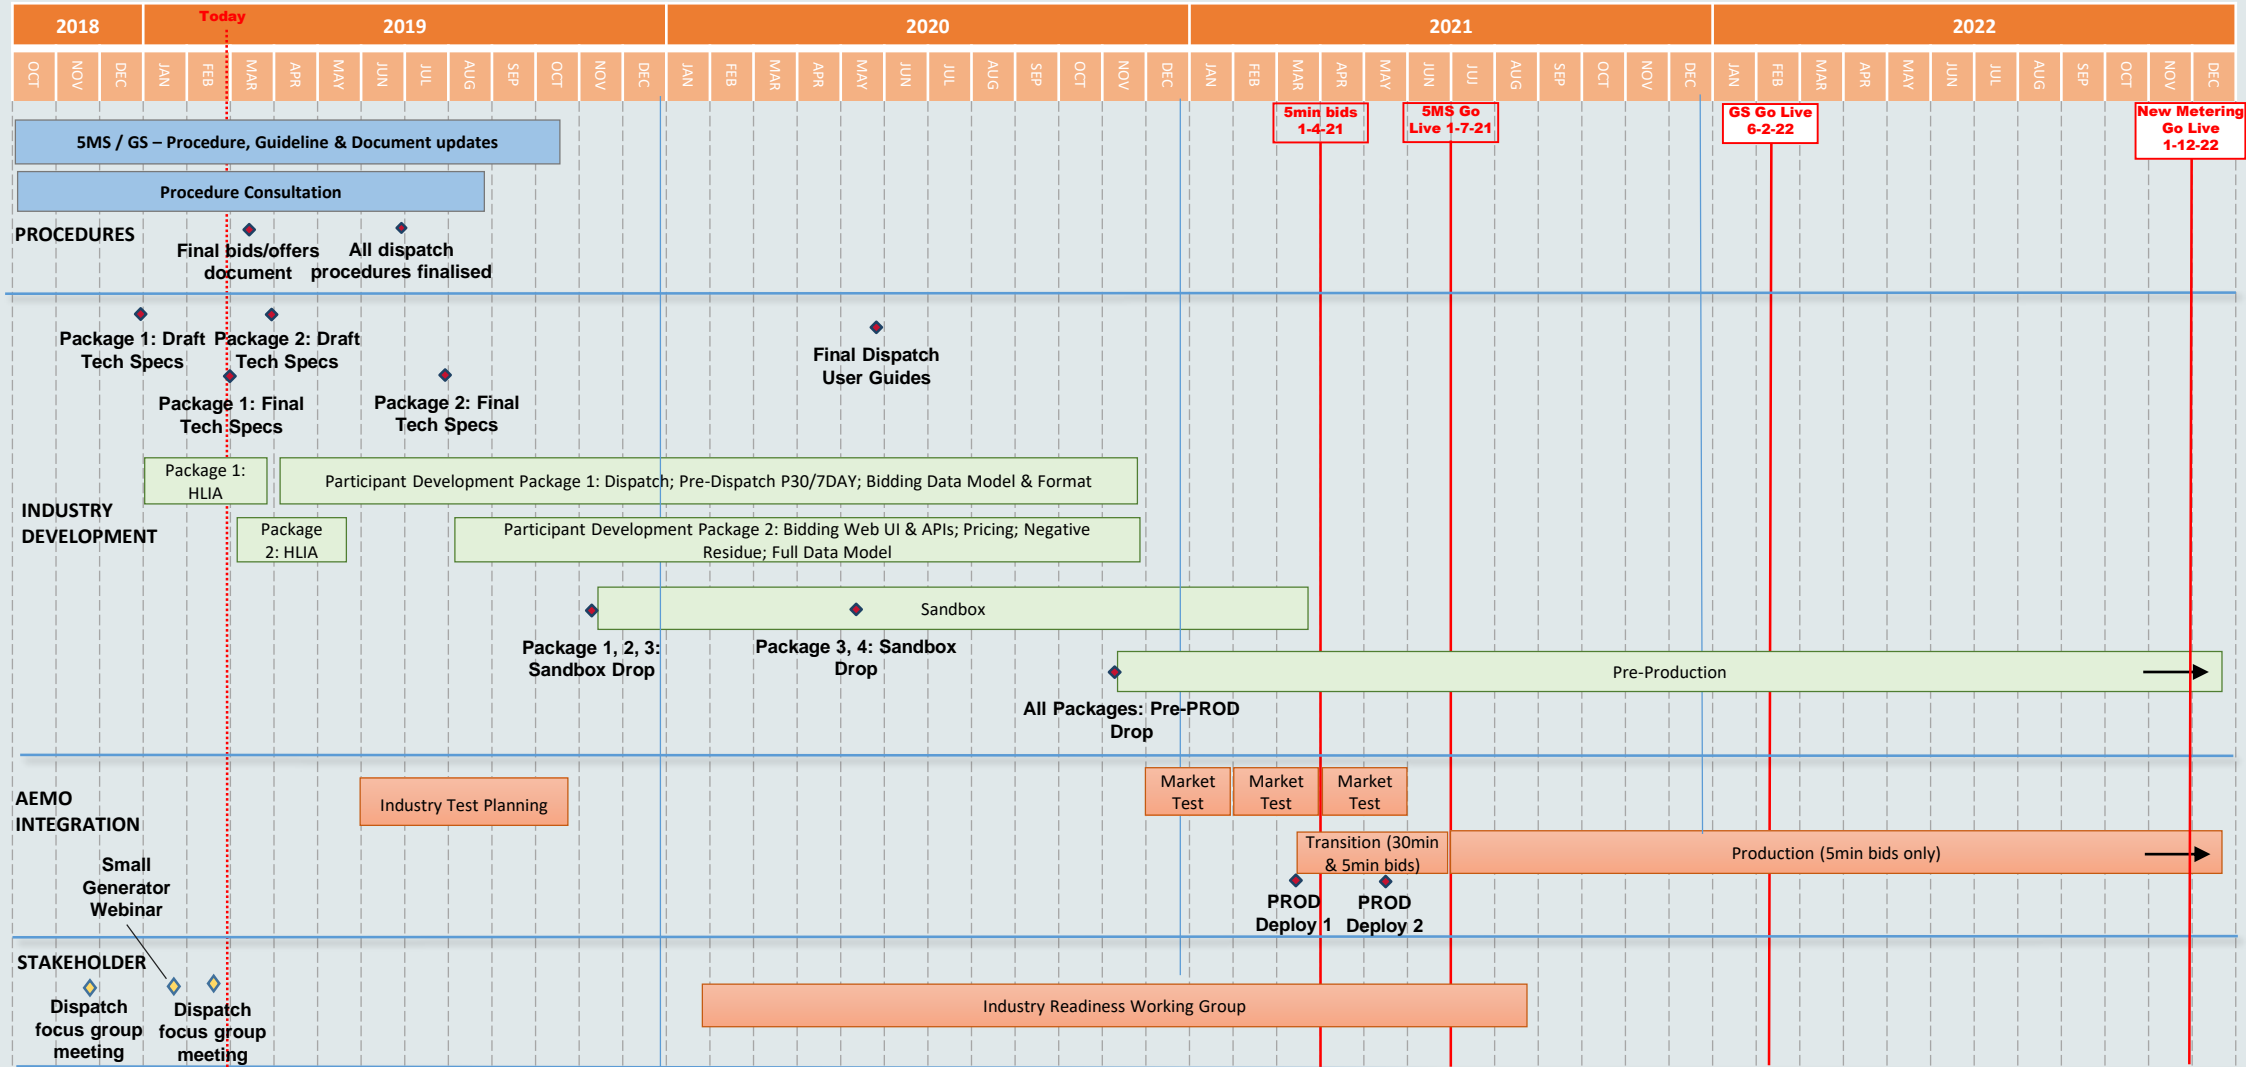 Today
2018 2019 2020 2021 2022
OCT NOV DEC JAN FEB MAR APR MAY JUN JUL AUG SEP OCT NOV DEC JAN FEB MAR APR MAY JUN JUL AUG SEP OCT NOV DEC JAN FEB MAR APR MAY JUN JUJ AUG SEP OCT NOV DEC JAN FEB MAR APR MAY JUN JUL AUG SEP OCT NOV DEC
5min bids
1-4-21
5MS Go
Live 1-7-21
GS Go Live
6-2-22
New Metering
Go Live
1-12-22
5MS / GS – Procedure, Guideline & Document updates
Procedure Consultation
PROCEDURES
Final bids/offers
document
All dispatch
procedures finalised
Package 1: Draft
Tech Specs
Package 2: Draft
Tech Specs
Package 1: Final
Tech Specs
Package 2: Final
Tech Specs
Final Dispatch
User Guides
Package 1:
HLIA
Participant Development Package 1: Dispatch; Pre-Dispatch P30/7DAY; Bidding Data Model & Format
INDUSTRY
DEVELOPMENT
Package
2: HLIA
Participant Development Package 2: Bidding Web UI & APIs; Pricing; Negative
Residue; Full Data Model
Sandbox
Package 1, 2, 3:
Sandbox Drop
Package 3, 4: Sandbox
Drop
Pre-Production
All Packages: Pre-PROD
Drop
AEMO
INTEGRATION
Industry Test Planning
Market
Test
Market
Test
Market
Test
Transition (30min
& 5min bids)
Production (5min bids only)
PROD
Deploy 1
PROD
Deploy 2
Small
Generator
Webinar
STAKEHOLDER
Dispatch
focus group
meeting
Dispatch
focus group
meeting
Industry Readiness Working Group